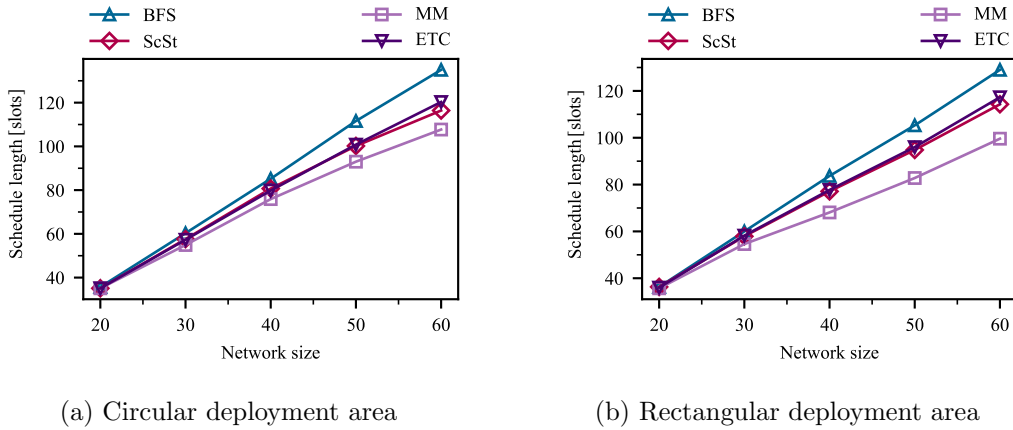 BFS
MM
ScSt
ETC
Schedule length [slots]
120
100
80
60
40
20 30 40 50 60
Network size
(a) Circular deployment area
BFS
MM
ScSt
ETC
Schedule length [slots]
120
100
80
60
40
20 30 40 50 60
Network size
(b) Rectangular deployment area